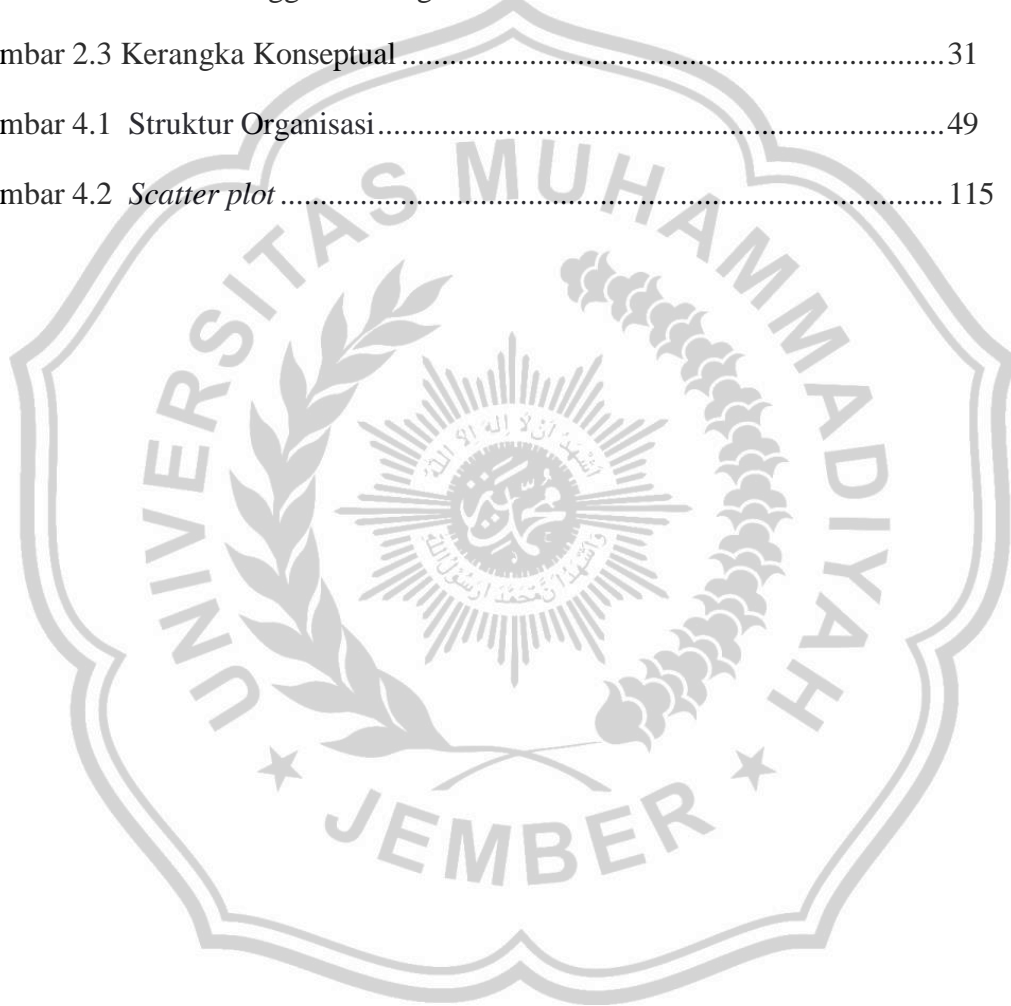 mbar 2.3 Kerangka Konseptual ........................................................................ 31
mbar 4.1 Struktur Organisasi ........................................................................... 49
mbar 4.2 Scatter plot ....................................................................................... 115
UNIVERSITAS MUHAMMADIYAH
JEMBER